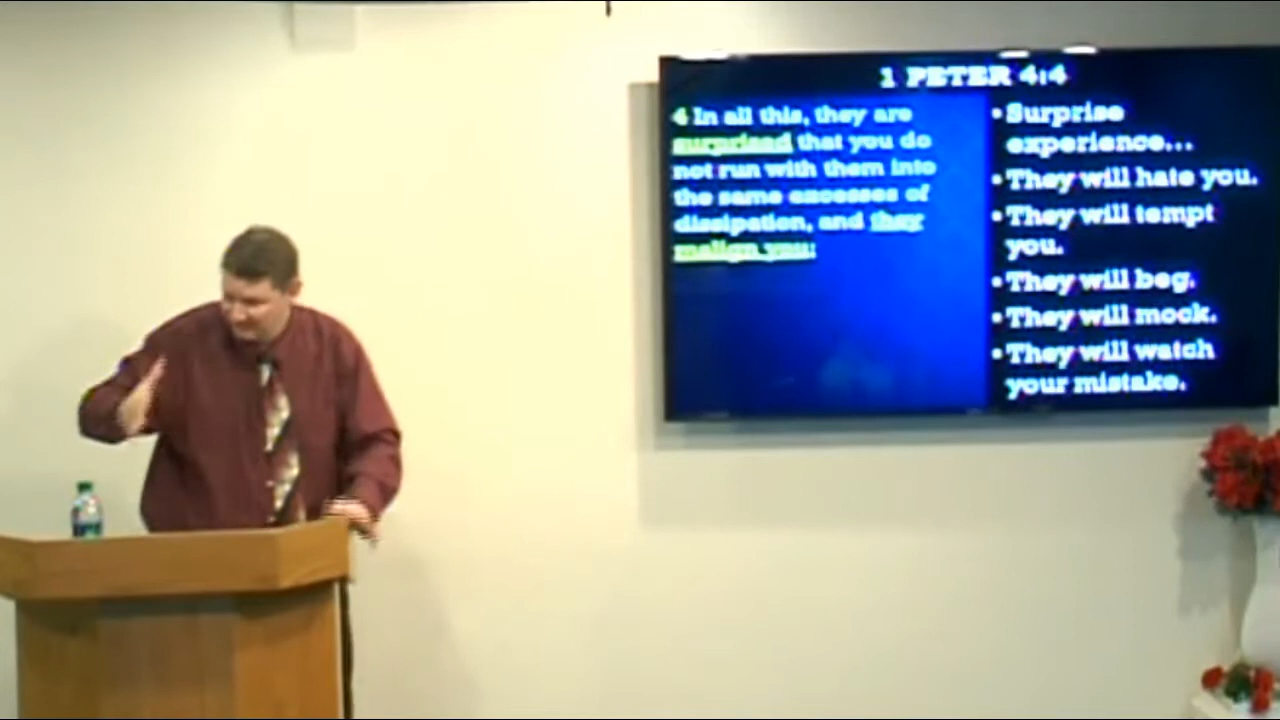 1 PETER 4:4
4 In all this, they are
surprised that you do
not run with them into
the same excesses of
dissipation, and they
malign you;
• Surprise
experience...
• They will hate you.
• They will tempt
you.
• They will beg.
• They will mock.
• They will watch
your mistake.